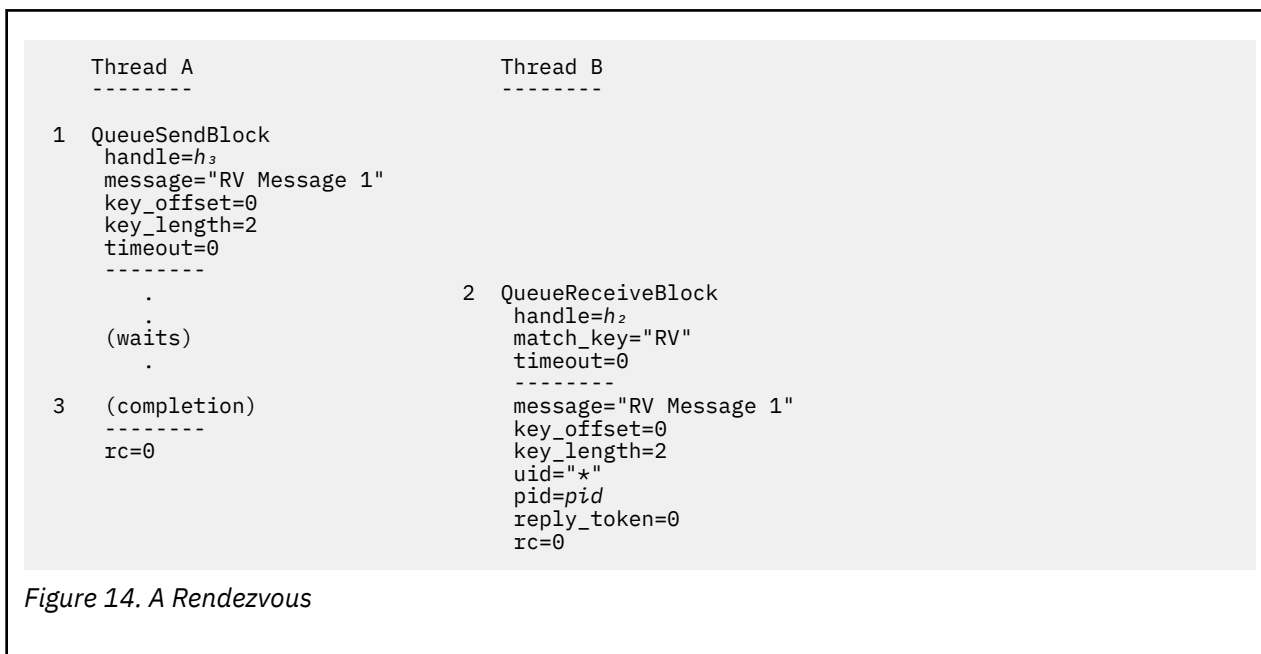 Thread A                    Thread B
--------                    --------
1  QueueSendBlock
handle=h₃
message="RV Message 1"
key_offset=0
key_length=2
timeout=0
--------
.                    2  QueueReceiveBlock
.                    handle=h₂
(waits)                    match_key="RV"
.                    timeout=0
--------
3  (completion)                    message="RV Message 1"
--------                    key_offset=0
rc=0                    key_length=2
uid="*"
pid=pid
reply_token=0
rc=0
Figure 14. A Rendezvous